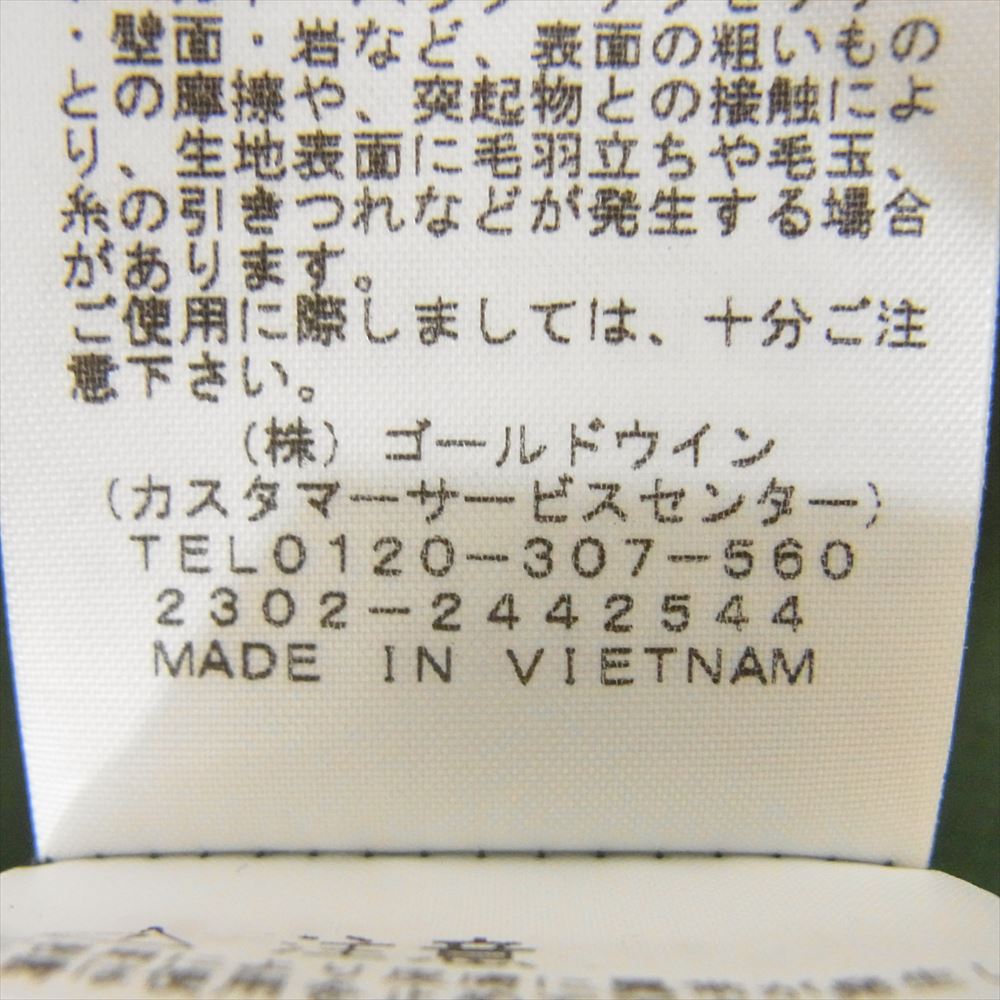 ・壁面・岩など、表面の粗いもの
との摩擦や、突起物との接触によ
り、生地表面に毛羽立ちや毛玉、
糸の引きつれなどが発生する場合
があります。
ご使用に際しましては、十分ご注
意下さい。
(株) ゴールドウイン
(カスタマーサービスセンター)
TEL0120-307-560
2302-2442544
MADE IN VIETNAM
注意